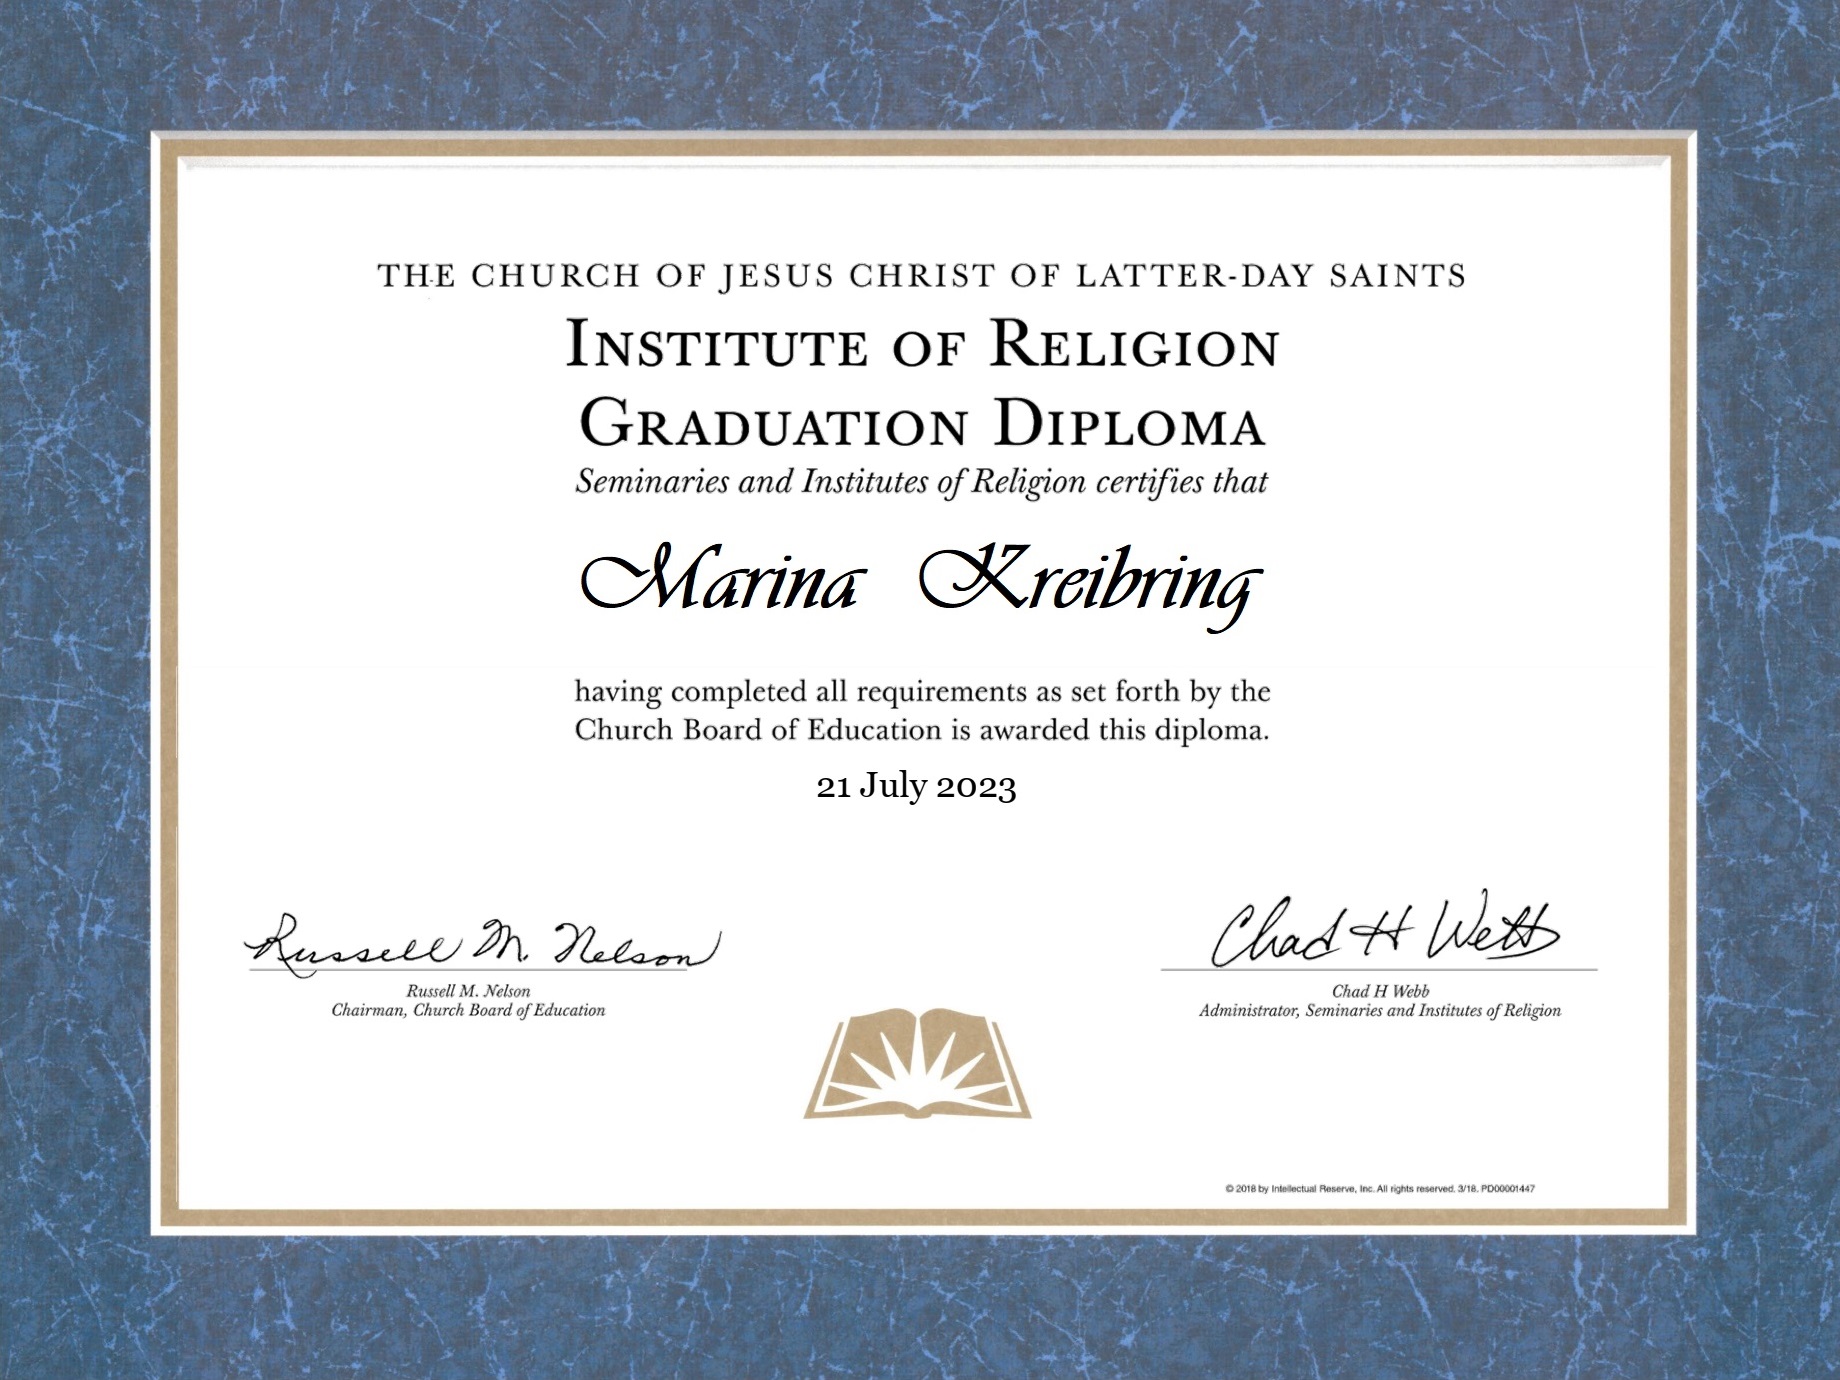 THE CHURCH OF JESUS CHRIST OF LATTER-DAY SAINTS
INSTITUTE OF RELIGION
GRADUATION DIPLOMA
Seminaries and Institutes of Religion certifies that
Marina Kreibring
having completed all requirements as set forth by the
Church Board of Education is awarded this diploma.
21 July 2023
Russell M. Nelson
Russell M. Nelson
Chairman, Church Board of Education
Chad H Webb
Chad H Webb
Administrator, Seminaries and Institutes of Religion
© 2018 by Intellectual Reserve, Inc. All rights reserved. 3/18. PD00001447